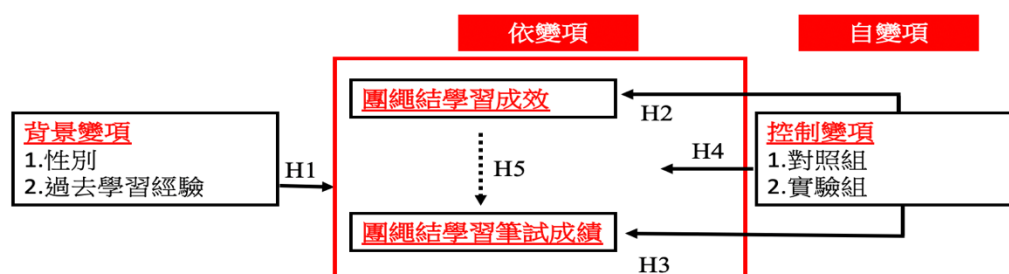 依變項
自變項
團繩結學習成效
H2
背景變項
1.性別
2.過去學習經驗
H1
H5
H4
控制變項
1.對照組
2.實驗組
團繩結學習筆試成績
H3